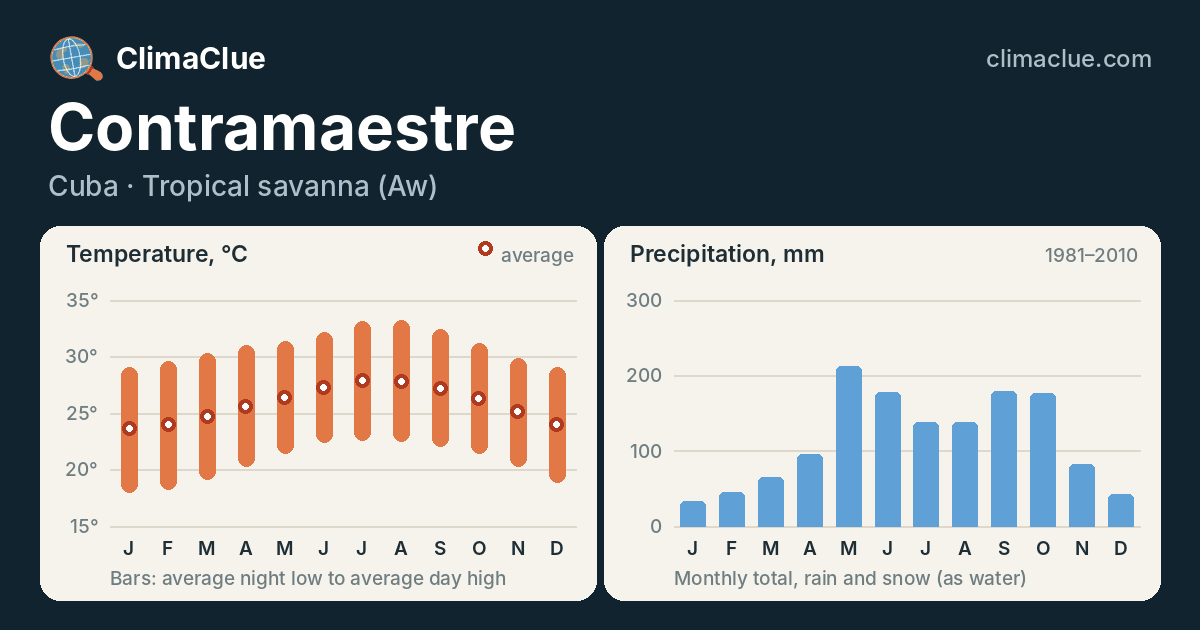 ClimaClue
climaclue.com
Contramaestre
Cuba · Tropical savanna (Aw)
Temperature, °C
average
35°
30°
25°
20°
15°
J F M A M J J A S O N D
Bars: average night low to average day high
Precipitation, mm
1981–2010
300
200
100
0
J F M A M J J A S O N D
Monthly total, rain and snow (as water)